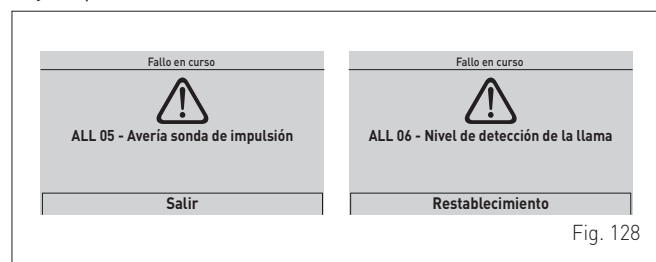 Fallo en curso
ALL 05 - Avería sonda de impulsión
Salir
Fallo en curso
ALL 06 - Nivel de detección de la llama
Restablecimiento
Fig. 128